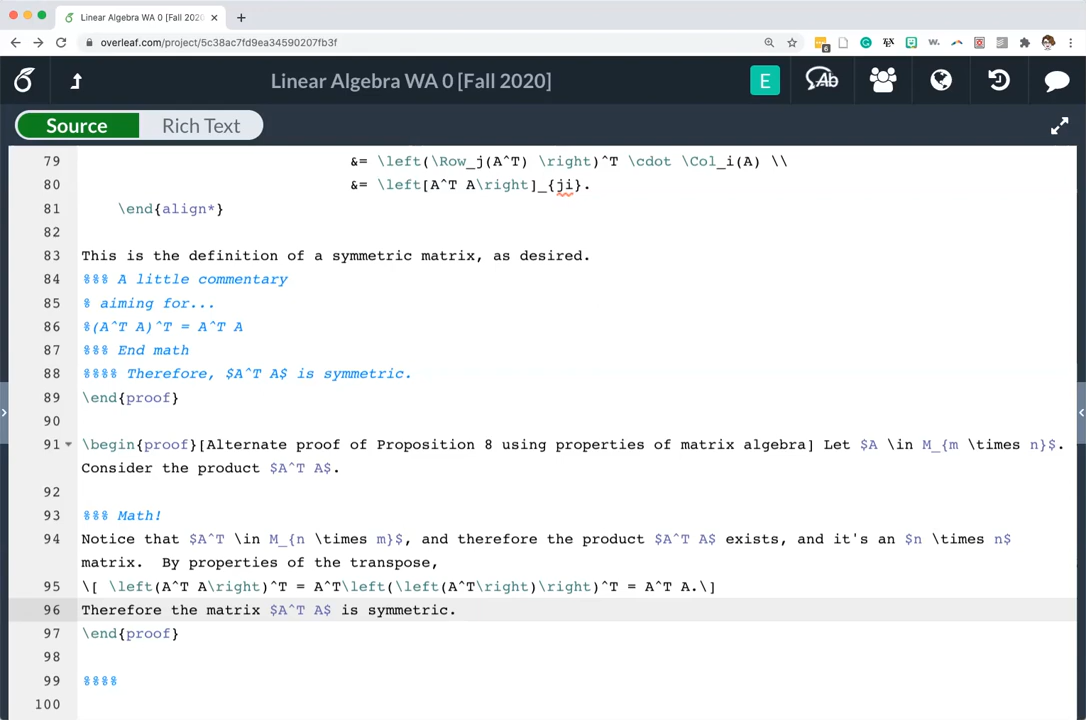 Linear Algebra WA 0 [Fall 202
overleaf.com/project/5c38ac7fd9ea34590207fb3f
6
TEX
w.
Linear Algebra WA 0 [Fall 2020]
E
Ab
Source
Rich Text
79 &= \left(\Row_j(A^T) \right)^T \cdot \Col_i(A) \\
80 &= \left[A^T A\right]_{ji}.
81 \end{align*}
82
83 This is the definition of a symmetric matrix, as desired.
84 %%% A little commentary
85 % aiming for...
86 %(A^T A)^T = A^T A
87 %%% End math
88 %%%% Therefore, $A^T A$ is symmetric.
89 \end{proof}
90
91 \begin{proof}[Alternate proof of Proposition 8 using properties of matrix algebra] Let $A \in M_{m \times n}$.
Consider the product $A^T A$.
92
93 %%% Math!
94 Notice that $A^T \in M_{n \times m}$, and therefore the product $A^T A$ exists, and it's an $n \times n$
matrix.  By properties of the transpose,
95 \[ \left(A^T A\right)^T = A^T\left(\left(A^T\right)\right)^T = A^T A.\]
96 Therefore the matrix $A^T A$ is symmetric.
97 \end{proof}
98
99 %%%%
100